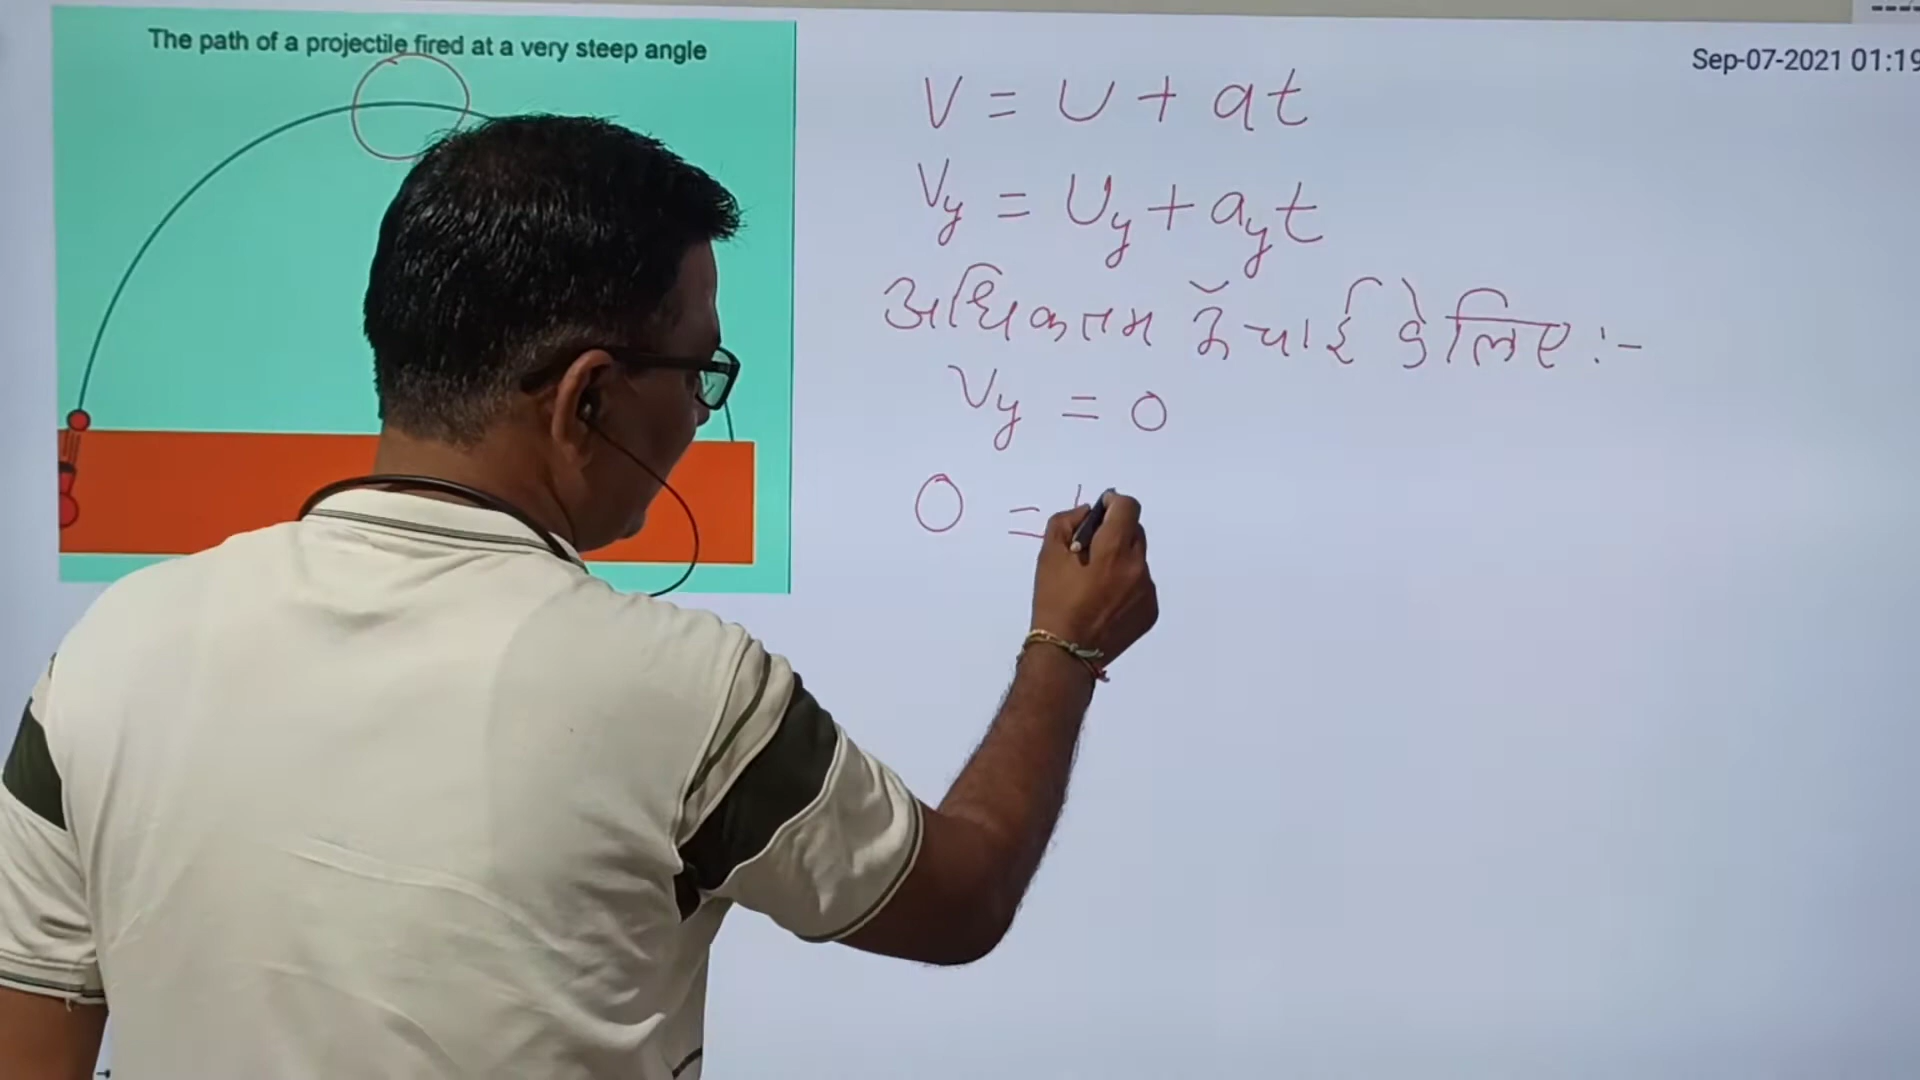 The path of a projectile fired at a very steep angle
Sep-07-2021 01:19
V = U + at
Vy = Uy + ayt
अधिकतम ऊँचाई के लिए :-
Vy = 0
0 =